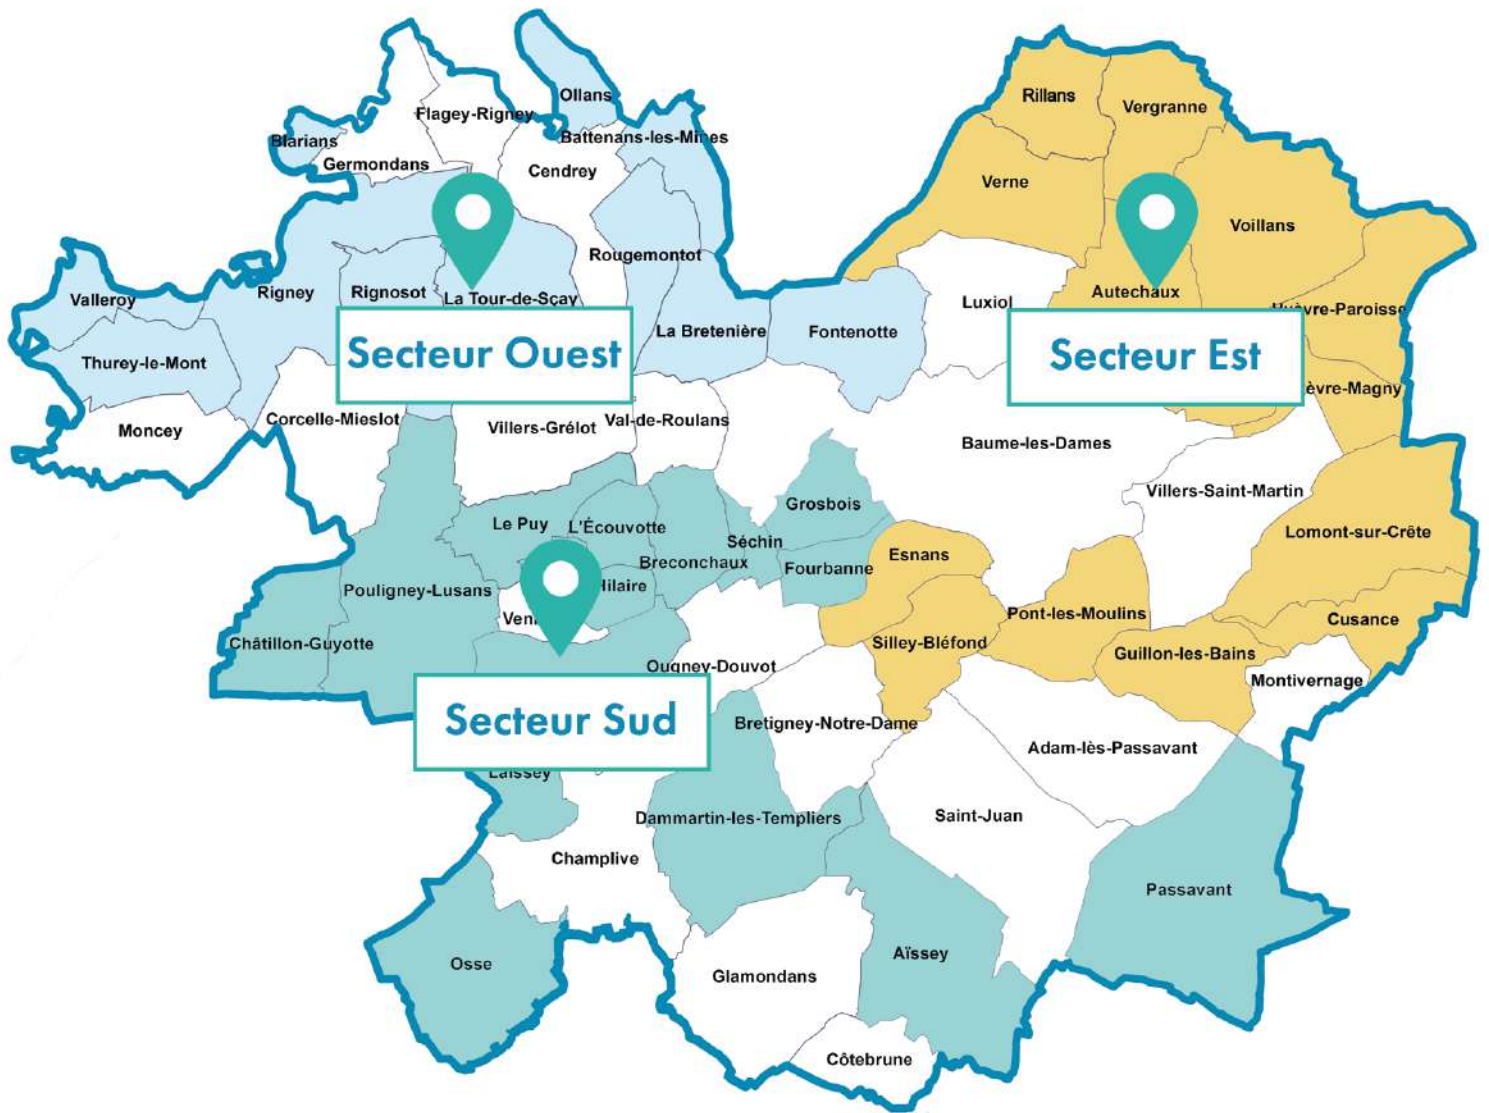 Ollans
Rillans
Vergranne
Flagey-Rigney
Blarians
Battenans-les-Mines
Germondans
Cendrey
Verne
Voillans
Rougemontot
Valleroy
Rigney
Rignosot
La Tour-de-Sçay
Luxiol
Autechaux
Fontenotte
La Bretenière
Secteur Ouest
Secteur Est
Thurey-le-Mont
Moncey
Corcelle-Mieslot
Villers-Grélot
Val-de-Roulans
Baume-les-Dames
Villers-Saint-Martin
Grosbois
Le Puy
L'Écouvotte
Séchin
Lomont-sur-Crête
Esnans
Breconchaux
Fourbanne
Pouligney-Lusans
Hilaire
Pont-les-Moulins
Cusance
Châtillon-Guyotte
Silley-Bléfond
Guillon-les-Bains
Ougney-Douvot
Montivernage
Secteur Sud
Bretigney-Notre-Dame
Adam-lès-Passavant
Laissey
Dammartin-les-Templiers
Saint-Juan
Champlive
Passavant
Osse
Aïssey
Glamondans
Côtebrune